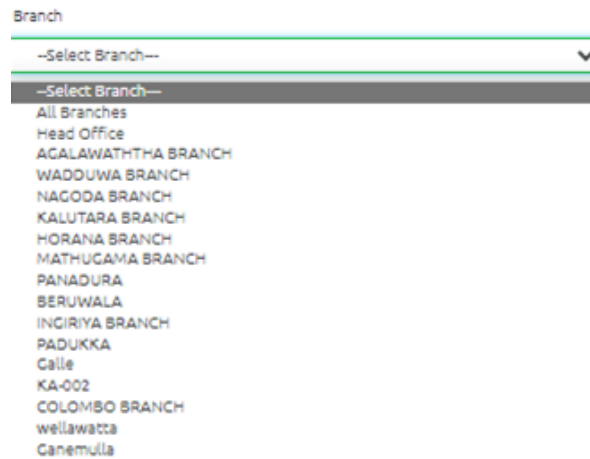 Branch
--Select Branch---
--Select Branch---
All Branches
Head Office
AGALAWATHTHA BRANCH
WADDUWA BRANCH
NAGODA BRANCH
KALUTARA BRANCH
HORANA BRANCH
MATHUGAMA BRANCH
PANADURA
BERUWALA
INGIRIYA BRANCH
PADUKKA
Galle
KA-002
COLOMBO BRANCH
wellawatta
Ganemulla